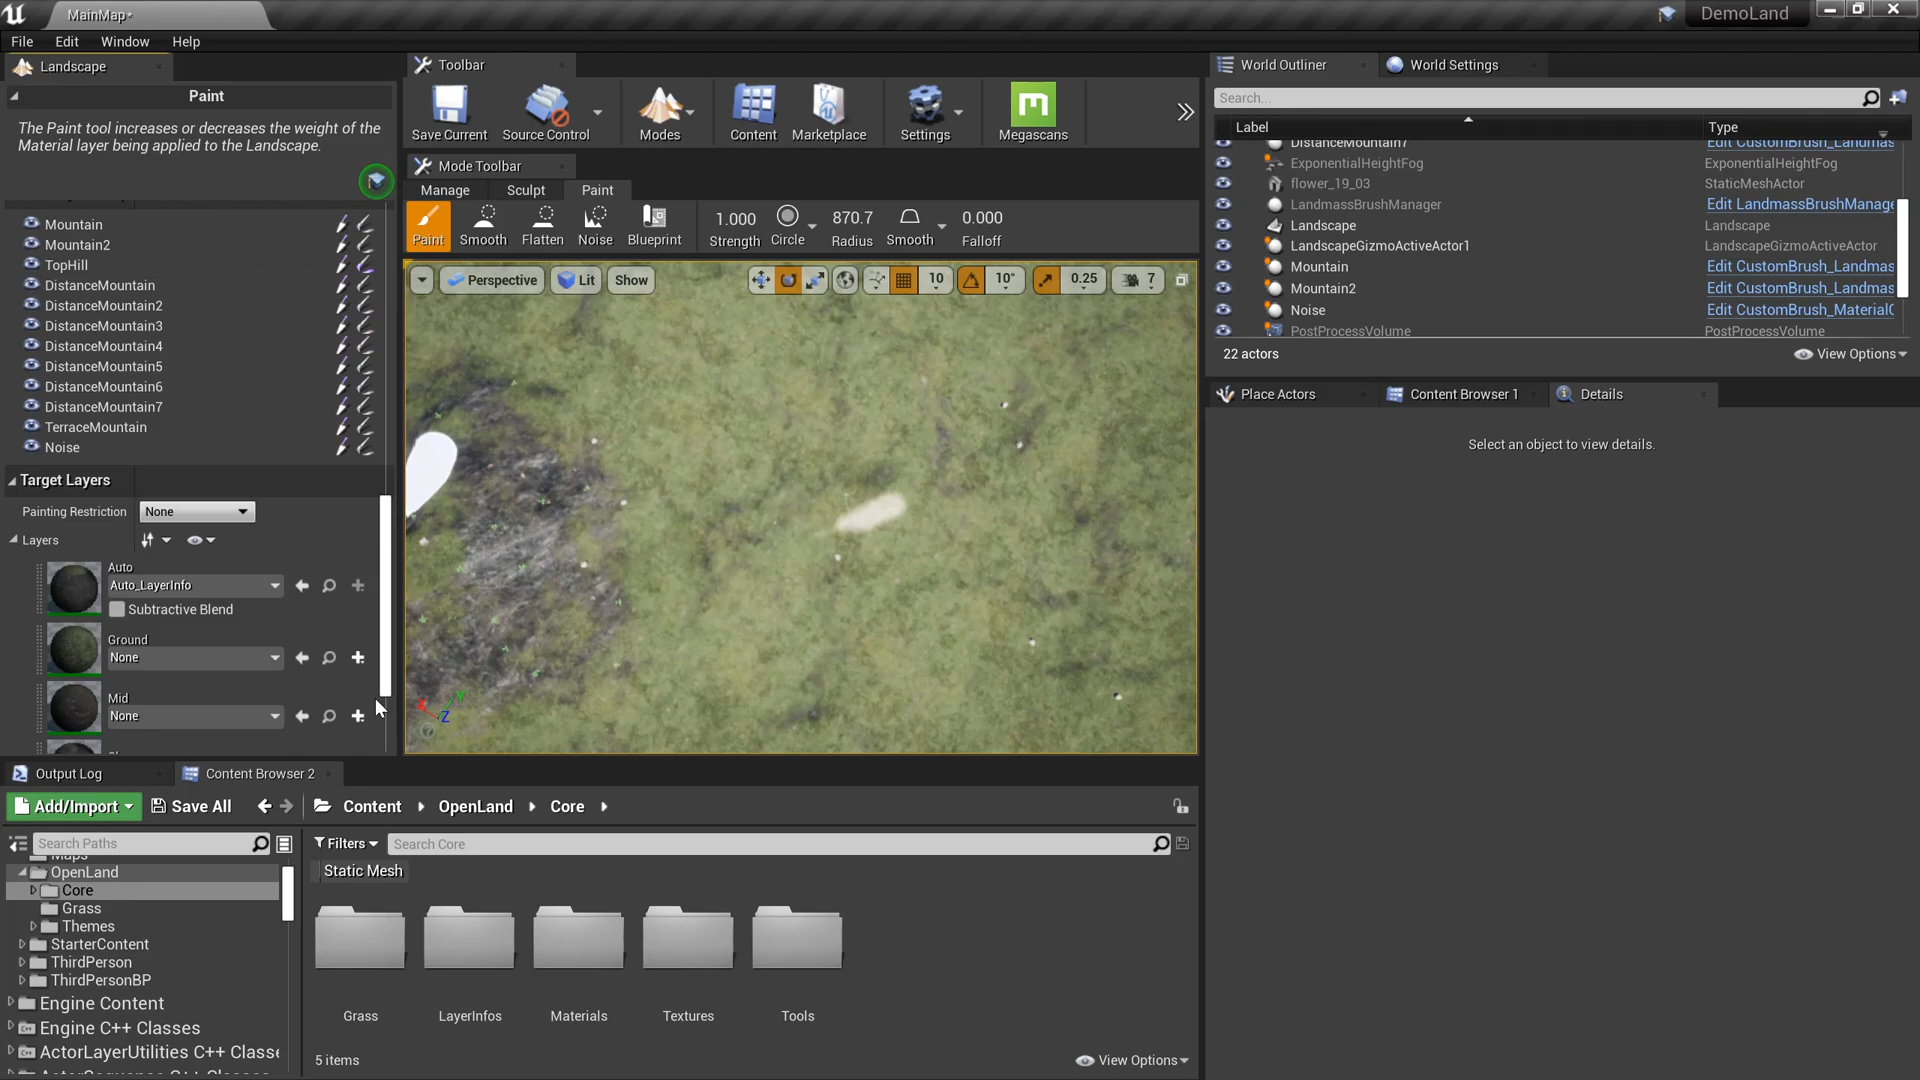 MainMap*
DemoLand
File Edit Window Help
Landscape
Paint
The Paint tool increases or decreases the weight of the
Material layer being applied to the Landscape.
Mountain
Mountain2
TopHill
DistanceMountain
DistanceMountain2
DistanceMountain3
DistanceMountain4
DistanceMountain5
DistanceMountain6
DistanceMountain7
TerraceMountain
Noise
Target Layers
Painting Restriction None
Layers
Auto
Auto_LayerInfo
Subtractive Blend
Ground
None
Mid
None
Toolbar
Save Current Source Control Modes Content Marketplace Settings Megascans
Mode Toolbar
Manage Sculpt Paint
1.000 870.7 0.000
Paint Smooth Flatten Noise Blueprint Strength Circle Radius Smooth Falloff
Perspective Lit Show 10 10° 0.25 7
X Y Z
World Outliner World Settings
Search...
Label Type
DistanceMountain7 Edit CustomBrush_Landmas
ExponentialHeightFog ExponentialHeightFog
flower_19_03 StaticMeshActor
LandmassBrushManager Edit LandmassBrushManage
Landscape Landscape
LandscapeGizmoActiveActor1 LandscapeGizmoActiveActor
Mountain Edit CustomBrush_Landmas
Mountain2 Edit CustomBrush_Landmas
Noise Edit CustomBrush_MaterialO
PostProcessVolume PostProcessVolume
22 actors View Options
Place Actors Content Browser 1 Details
Select an object to view details.
Output Log Content Browser 2
Add/Import Save All Content OpenLand Core
Search Paths
Maps
OpenLand
Core
Grass
Themes
StarterContent
ThirdPerson
ThirdPersonBP
Engine Content
Engine C++ Classes
ActorLayerUtilities C++ Classe
Filters Search Core
Static Mesh
Grass LayerInfos Materials Textures Tools
5 items View Options